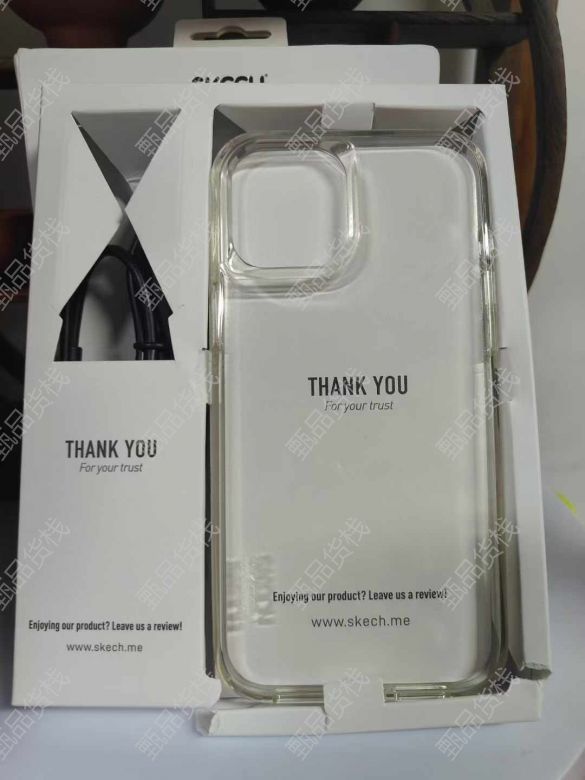 SKECH
THANK YOU
For your trust
Enjoying our product? Leave us a review!
www.skech.me
THANK YOU
For your trust
Enjoying our product? Leave us a review!
www.skech.me
甄品货栈